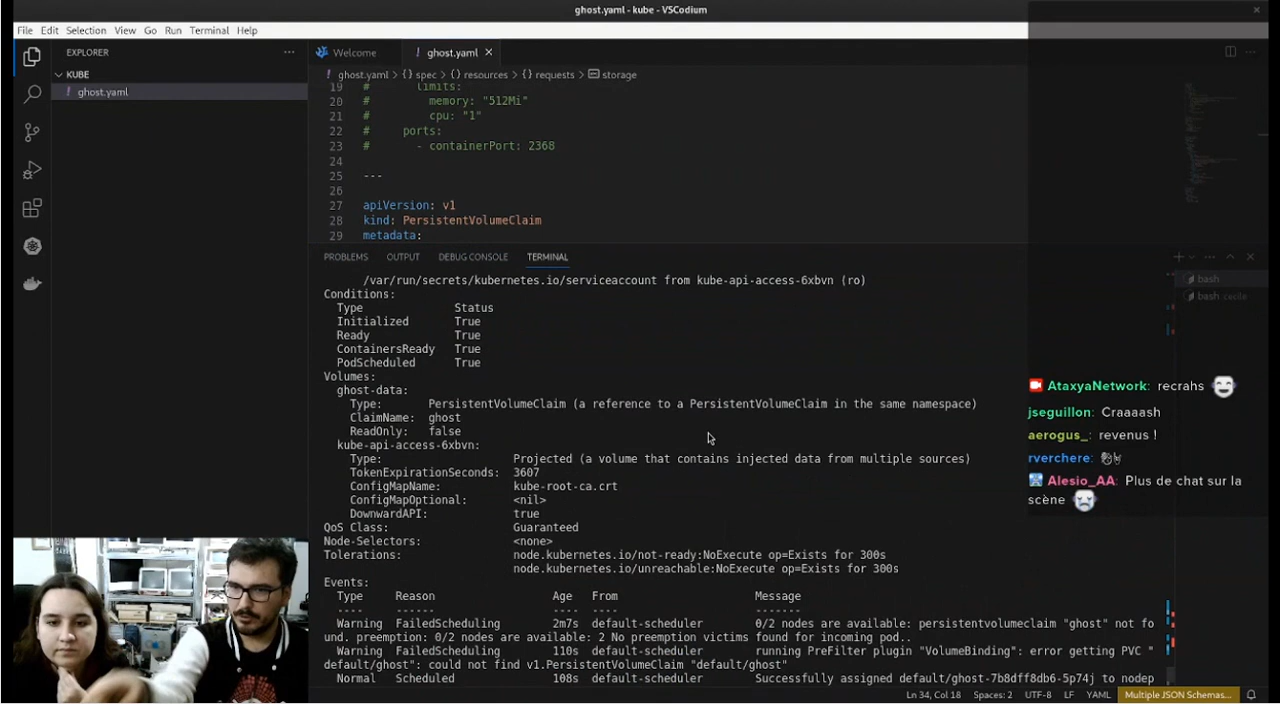 ghost.yaml - kube - VSCodium
File Edit Selection View Go Run Terminal Help
EXPLORER
KUBE
ghost.yaml
Welcome
ghost.yaml
ghost.yaml > {} spec > {} resources > {} requests > storage
19 # limits:
20 # memory: "512Mi"
21 # cpu: "1"
22 # ports:
23 # - containerPort: 2368
24
25 ---
26
27 apiVersion: v1
28 kind: PersistentVolumeClaim
29 metadata:
PROBLEMS OUTPUT DEBUG CONSOLE TERMINAL
/var/run/secrets/kubernetes.io/serviceaccount from kube-api-access-6xbvn (ro)
Conditions:
Type Status
Initialized True
Ready True
ContainersReady True
PodScheduled True
Volumes:
ghost-data:
Type: PersistentVolumeClaim (a reference to a PersistentVolumeClaim in the same namespace)
ClaimName: ghost
ReadOnly: false
kube-api-access-6xbvn:
Type: Projected (a volume that contains injected data from multiple sources)
TokenExpirationSeconds: 3607
ConfigMapName: kube-root-ca.crt
ConfigMapOptional: <nil>
DownwardAPI: true
QoS Class: Guaranteed
Node-Selectors: <none>
Tolerations: node.kubernetes.io/not-ready:NoExecute op=Exists for 300s
node.kubernetes.io/unreachable:NoExecute op=Exists for 300s
Events:
Type Reason Age From Message
---- ------ ---- ---- -------
Warning FailedScheduling 2m7s default-scheduler 0/2 nodes are available: persistentvolumeclaim "ghost" not fo
und. preemption: 0/2 nodes are available: 2 No preemption victims found for incoming pod..
Warning FailedScheduling 110s default-scheduler running PreFilter plugin "VolumeBinding": error getting PVC "
default/ghost": could not find v1.PersistentVolumeClaim "default/ghost"
Normal Scheduled 108s default-scheduler Successfully assigned default/ghost-7b8dff8db6-5p74j to nodep
bash
bash
AtaxyaNetwork: recrahs
jseguillon: Craaaash
aerogus_: revenus !
rverchere:
Alesio_AA: Plus de chat sur la
scène
Ln 34, Col 18 Spaces: 2 UTF-8 LF YAML Multiple JSON Schemas...